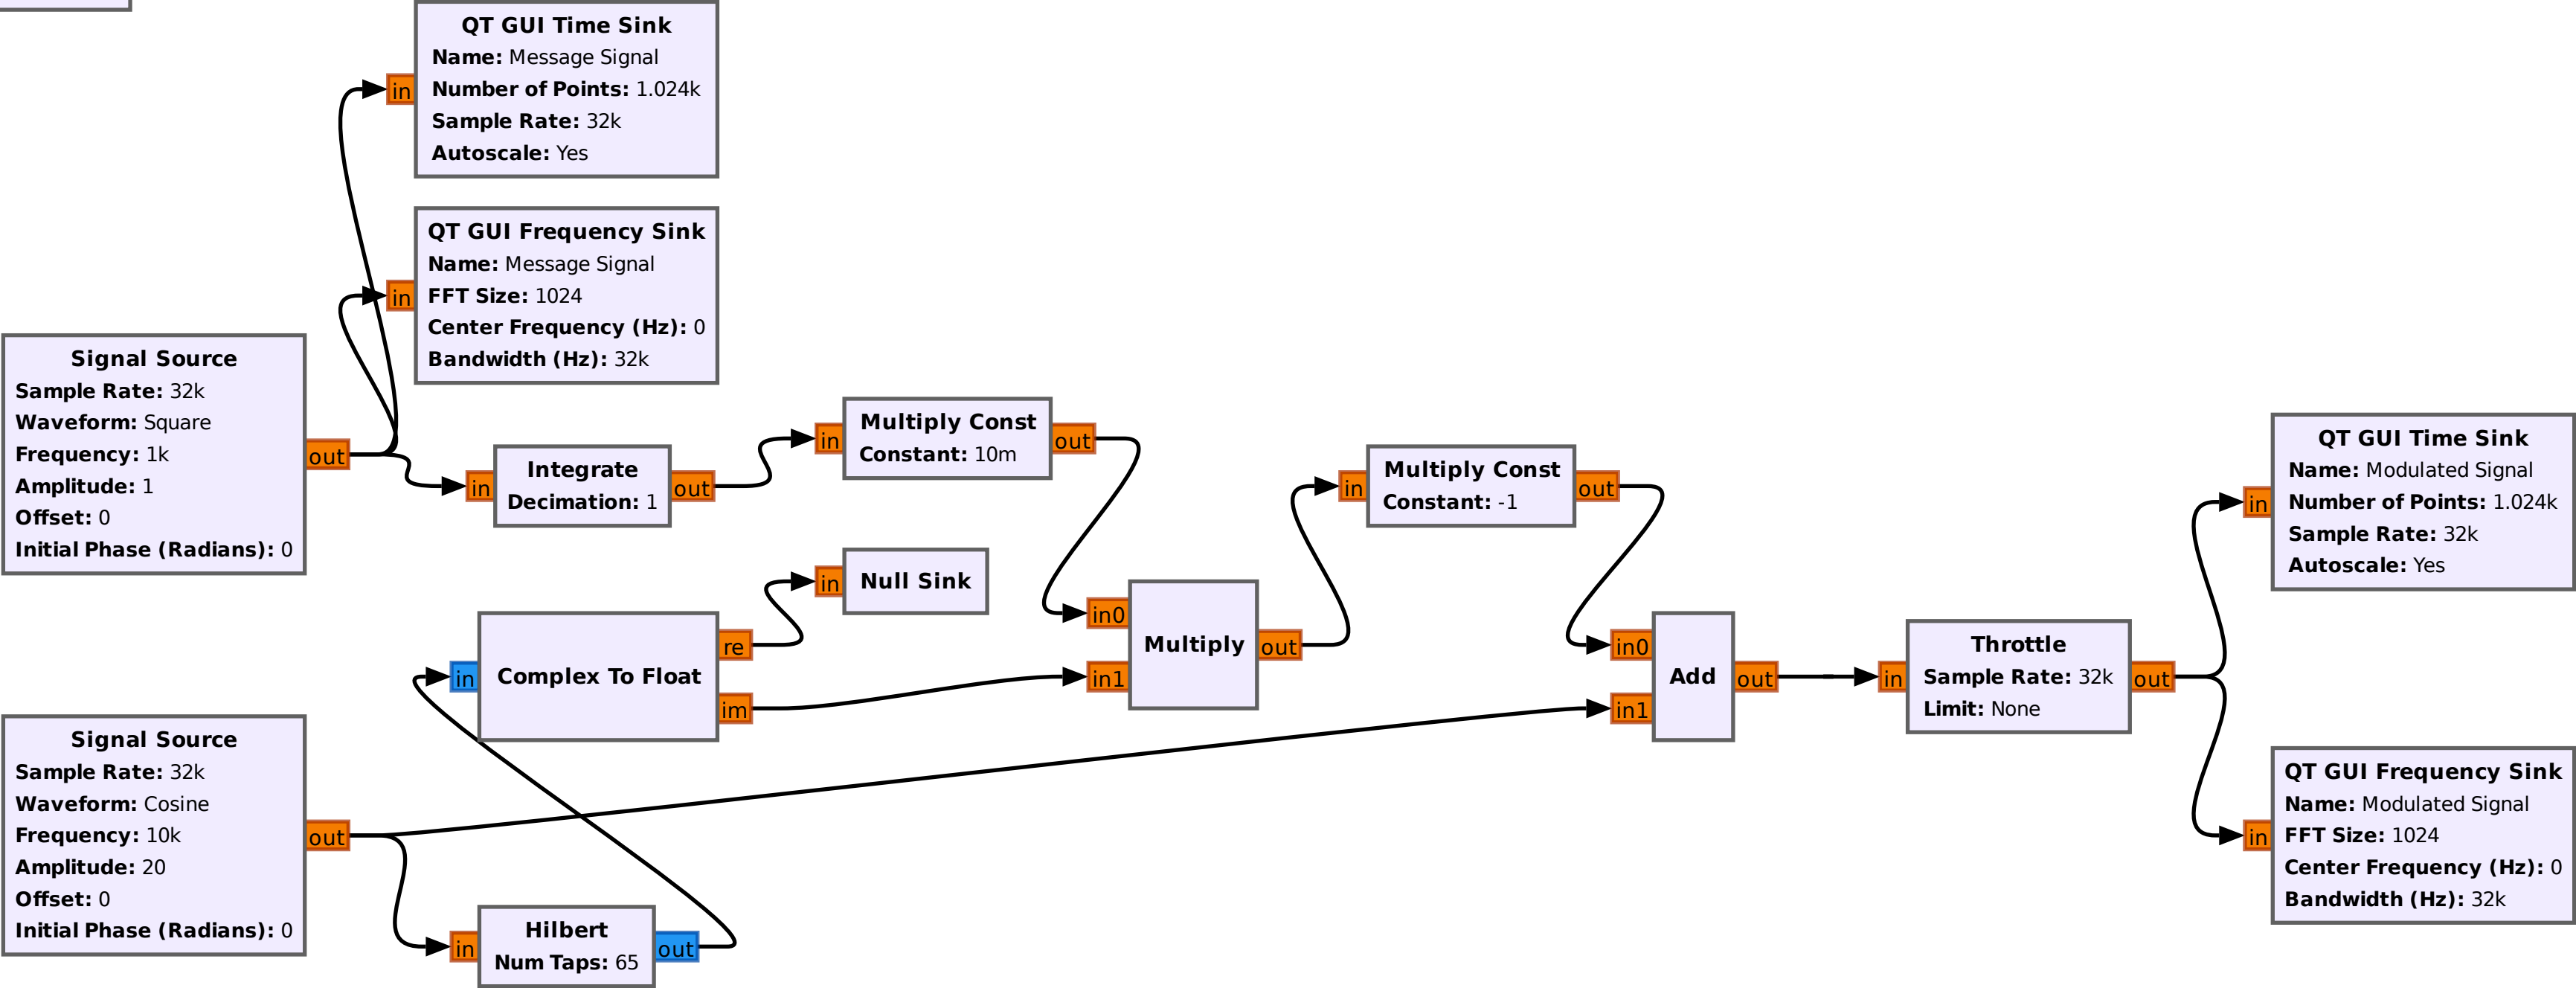 QT GUI Time Sink
Name: Message Signal
in
Number of Points: 1.024k
Sample Rate: 32k
Autoscale: Yes
QT GUI Frequency Sink
Name: Message Signal
in
FFT Size: 1024
Center Frequency (Hz): 0
Bandwidth (Hz): 32k
Signal Source
Sample Rate: 32k
Waveform: Square
Frequency: 1k
Amplitude: 1
Offset: 0
Initial Phase (Radians): 0
out
in
Integrate
Decimation: 1
out
in
Multiply Const
Constant: 10m
out
in
Null Sink
in
Complex To Float
re
im
in0
in1
Multiply
out
in
Multiply Const
Constant: -1
out
in0
in1
Add
out
in
Throttle
Sample Rate: 32k
Limit: None
out
QT GUI Time Sink
Name: Modulated Signal
in
Number of Points: 1.024k
Sample Rate: 32k
Autoscale: Yes
QT GUI Frequency Sink
Name: Modulated Signal
in
FFT Size: 1024
Center Frequency (Hz): 0
Bandwidth (Hz): 32k
Signal Source
Sample Rate: 32k
Waveform: Cosine
Frequency: 10k
Amplitude: 20
Offset: 0
Initial Phase (Radians): 0
out
in
Hilbert
Num Taps: 65
out